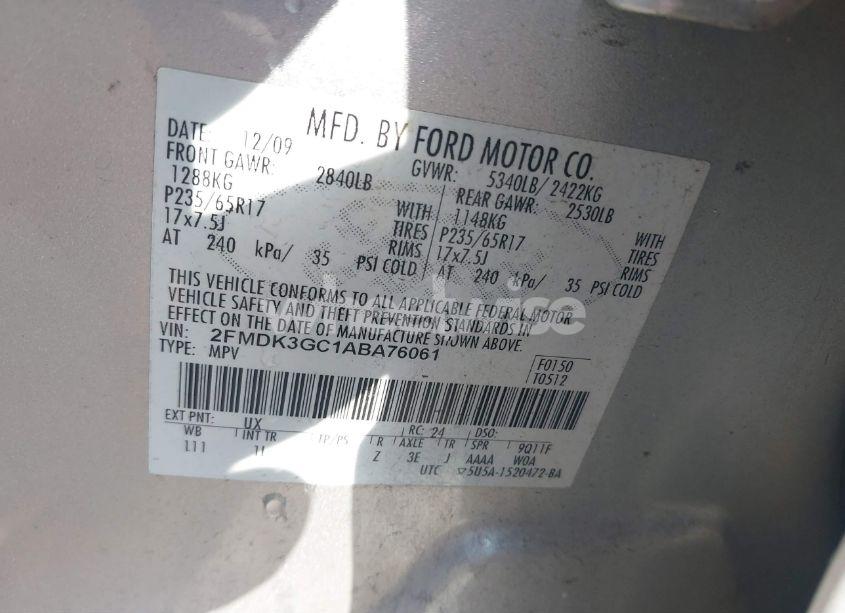 MFD. BY FORD MOTOR CO.
DATE: 12/09
GVWR: 5340LB/ 2422KG
FRONT GAWR: 2840LB
REAR GAWR: 2530LB
1288KG
1148KG
P235/65R17 WITH TIRES
P235/65R17 WITH TIRES
17x7.5J RIMS
17x7.5J RIMS
AT 240 kPa/ 35 PSI COLD
AT 240 kPa/ 35 PSI COLD
THIS VEHICLE CONFORMS TO ALL APPLICABLE FEDERAL MOTOR
VEHICLE SAFETY AND THEFT PREVENTION STANDARDS IN
EFFECT ON THE DATE OF MANUFACTURE SHOWN ABOVE.
VIN: 2FMDK3GC1ABA76061
TYPE: MPV
F0150
T0512
EXT PNT: UX RC: 24 DSO:
WB INT TR TP/PS R AXLE TR SPR 9Q11F
111 Z 3E J AAAA W0A
UTC 5U5A-1520472-BA